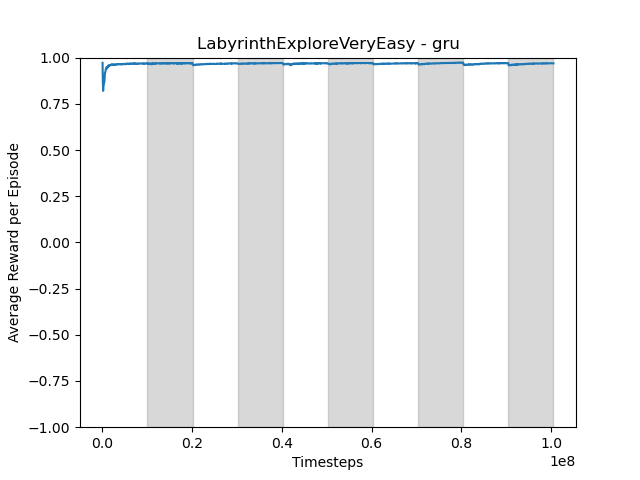 LabyrinthExploreVeryEasy - gru
1.00
0.75
0.50
0.25
0.00
−0.25
−0.50
−0.75
−1.00
Average Reward per Episode
0.0 0.2 0.4 0.6 0.8 1.0
1e8
Timesteps